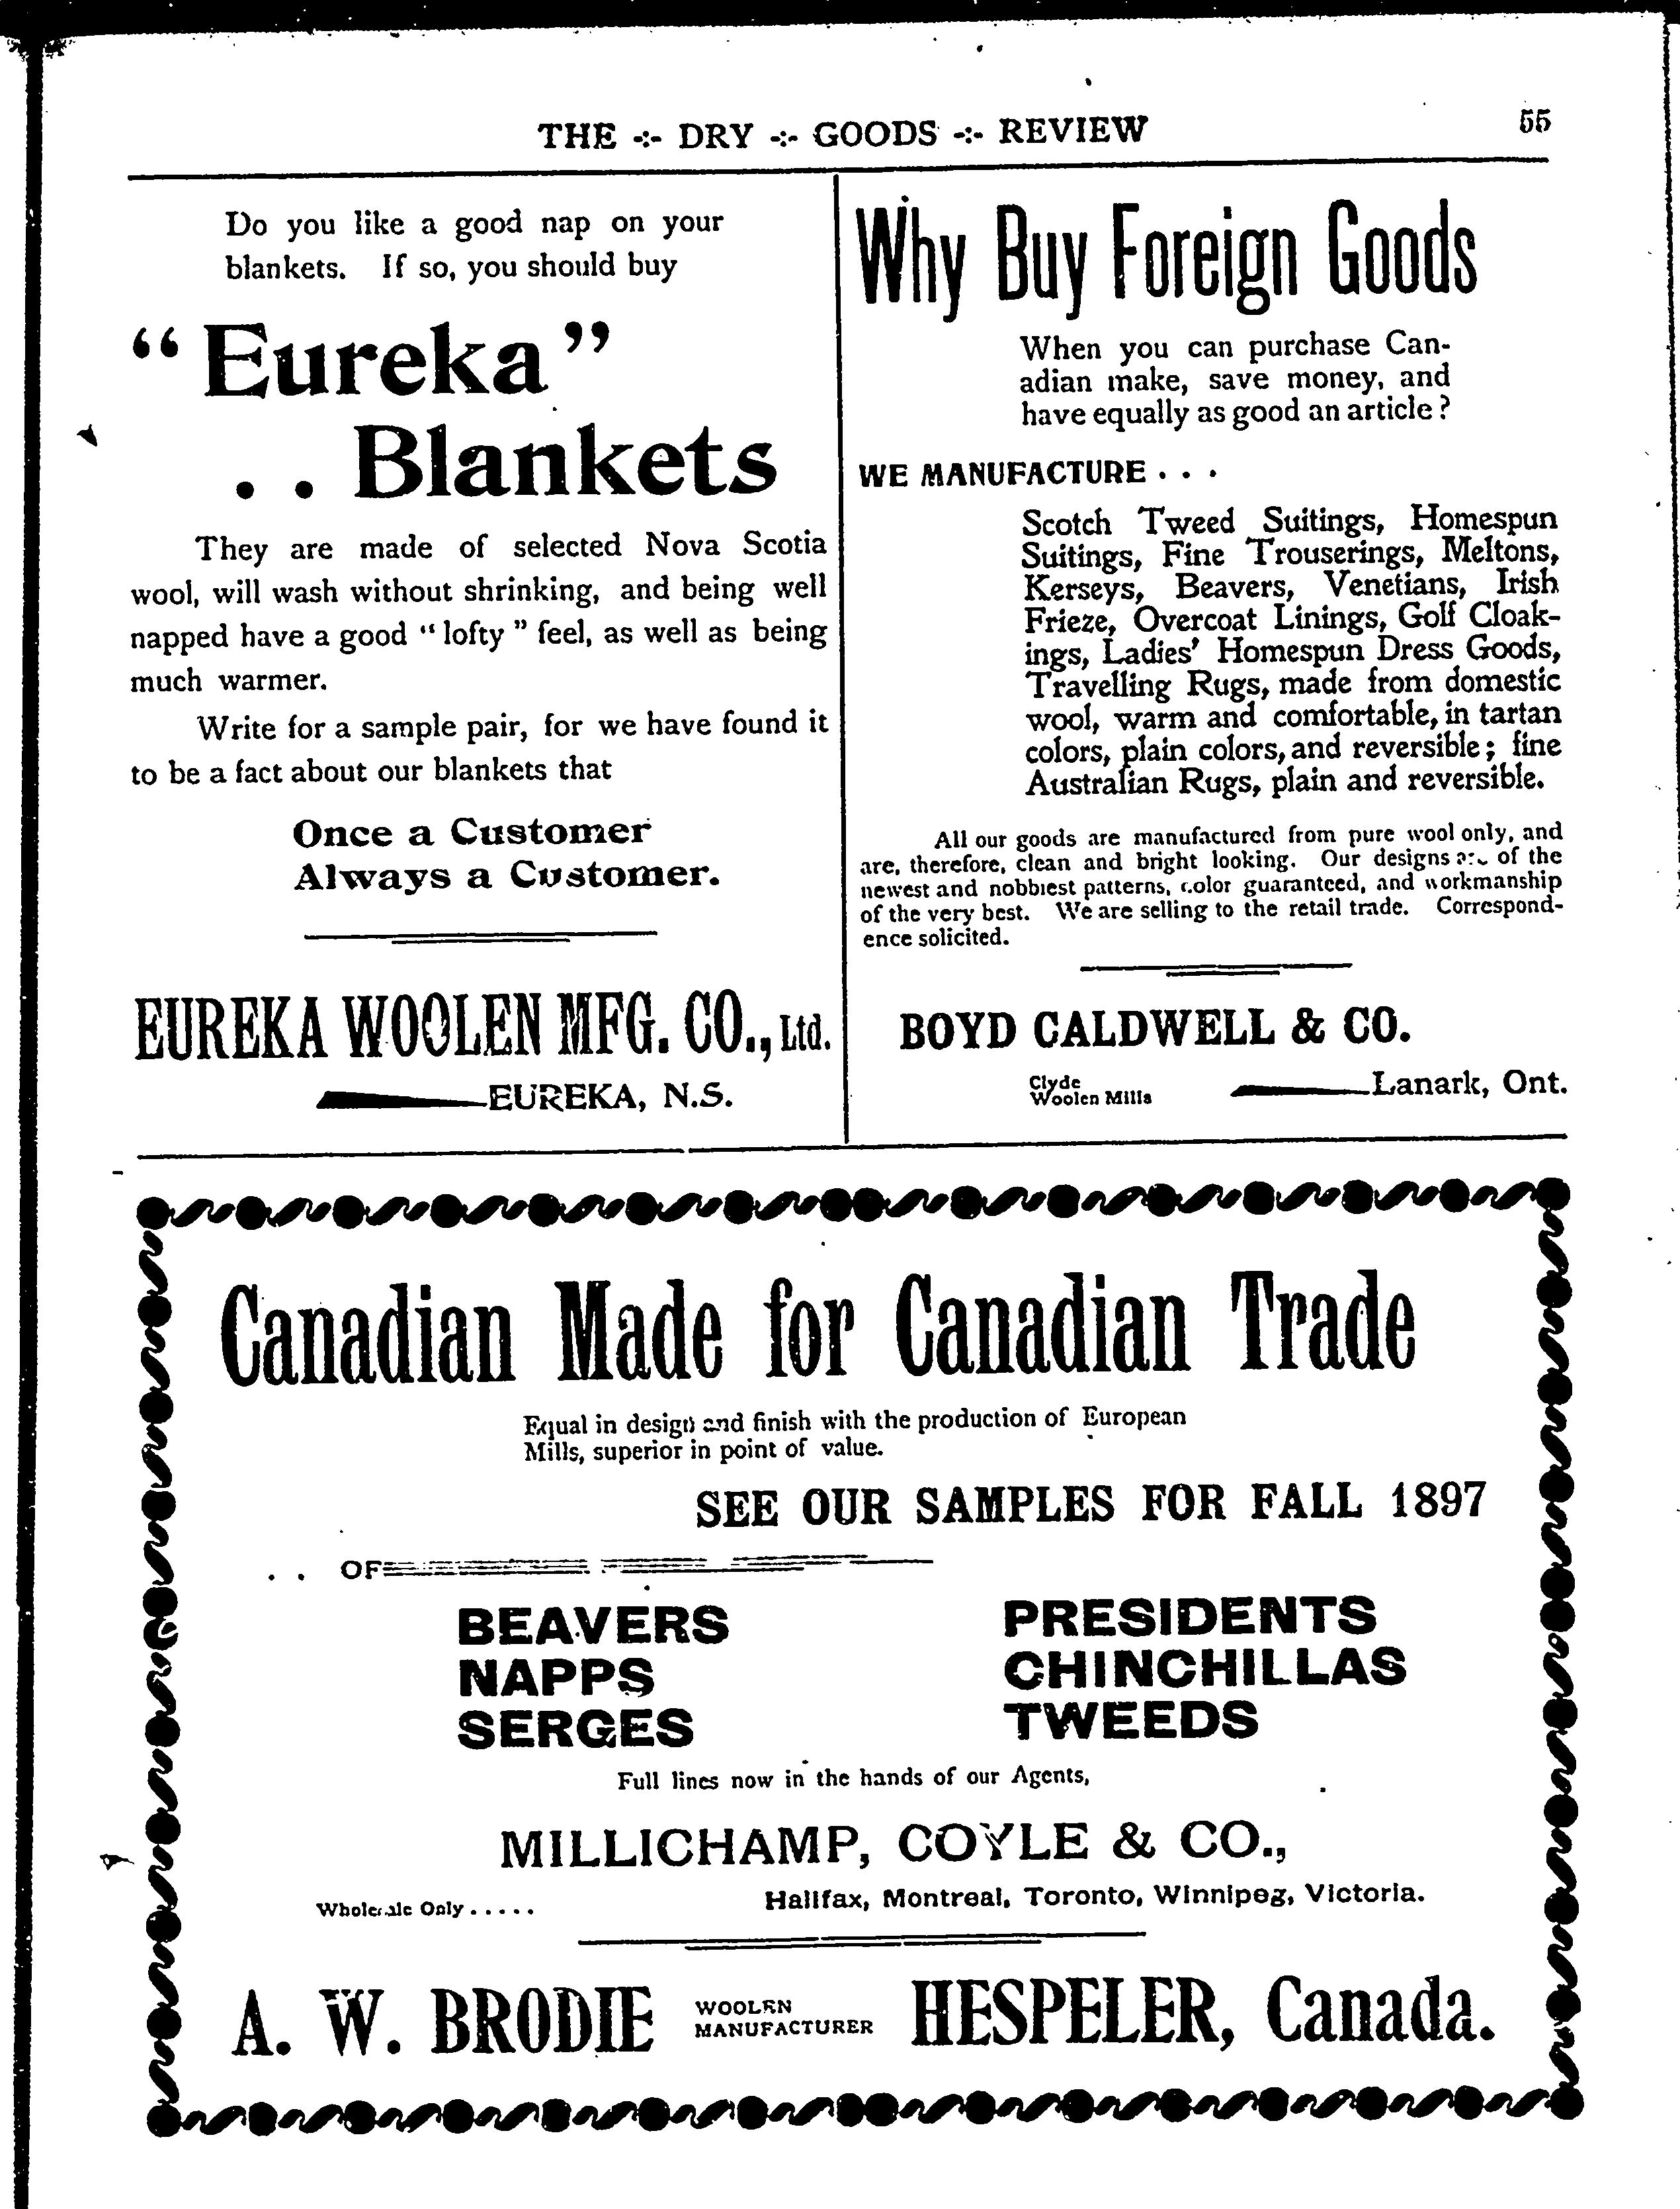 THE -:- DRY -:- GOODS -:- REVIEW
55
Do you like a good nap on your
blankets. If so, you should buy
“Eureka”
. . Blankets
They are made of selected Nova Scotia
wool, will wash without shrinking, and being well
napped have a good “lofty” feel, as well as being
much warmer.
Write for a sample pair, for we have found it
to be a fact about our blankets that
Once a Customer
Always a Customer.
EUREKA WOOLEN MFG. CO., Ltd.
EUREKA, N.S.
Why Buy Foreign Goods
When you can purchase Can-
adian make, save money, and
have equally as good an article?
WE MANUFACTURE . . .
Scotch Tweed Suitings, Homespun
Suitings, Fine Trouserings, Meltons,
Kerseys, Beavers, Venetians, Irish
Frieze, Overcoat Linings, Golf Cloak-
ings, Ladies' Homespun Dress Goods,
Travelling Rugs, made from domestic
wool, warm and comfortable, in tartan
colors, plain colors, and reversible; fine
Australian Rugs, plain and reversible.
All our goods are manufactured from pure wool only, and
are, therefore, clean and bright looking. Our designs are of the
newest and nobbiest patterns, color guaranteed, and workmanship
of the very best. We are selling to the retail trade. Correspond-
ence solicited.
BOYD CALDWELL & CO.
Clyde
Woolen Mills
Lanark, Ont.
Canadian Made for Canadian Trade
Equal in design and finish with the production of European
Mills, superior in point of value.
SEE OUR SAMPLES FOR FALL 1897
. . OF
BEAVERS
NAPPS
SERGES
PRESIDENTS
CHINCHILLAS
TWEEDS
Full lines now in the hands of our Agents,
MILLICHAMP, COYLE & CO.,
Wholesale Only . . . . .
Halifax, Montreal, Toronto, Winnipeg, Victoria.
A. W. BRODIE
WOOLEN
MANUFACTURER
HESPELER, Canada.